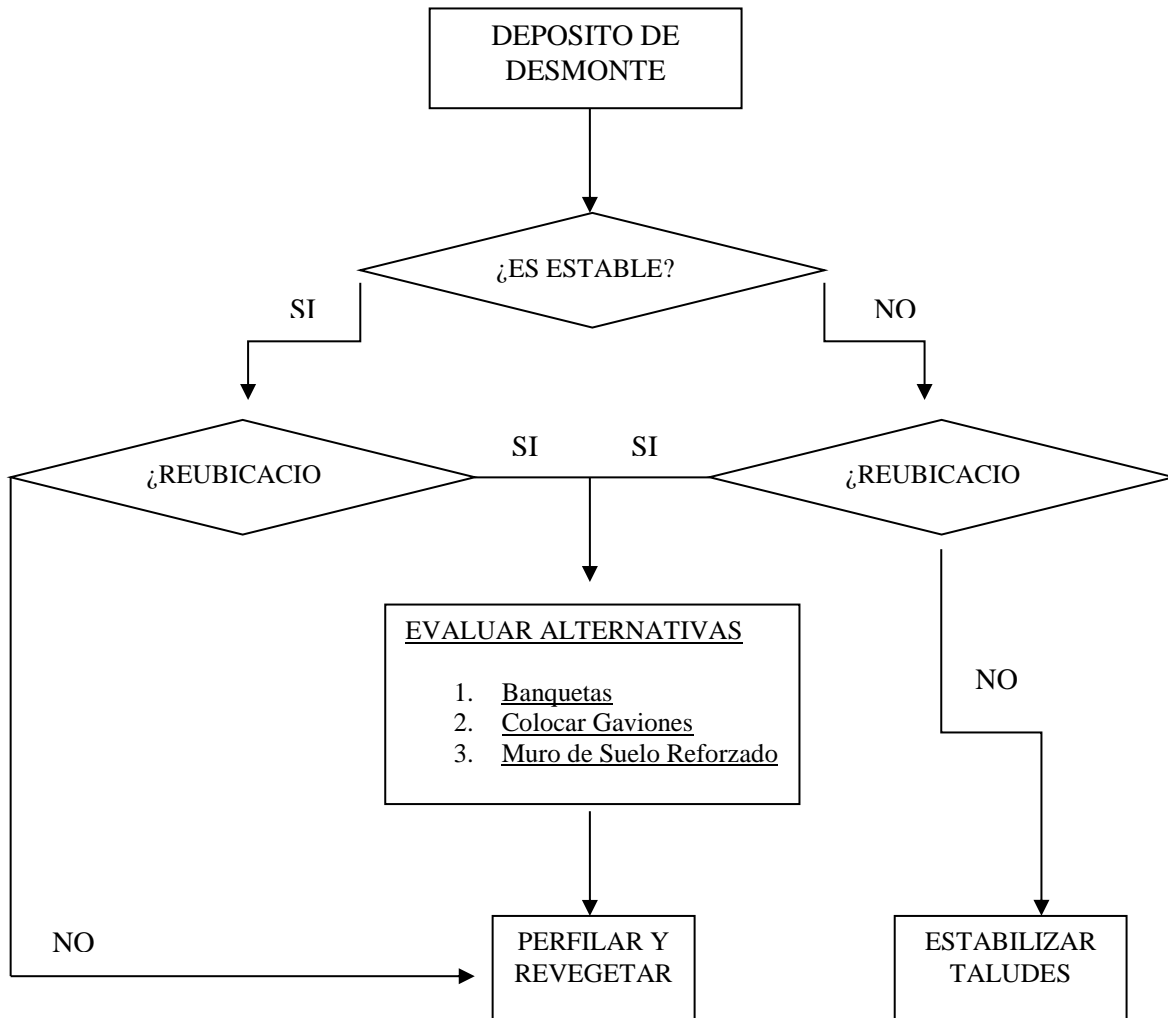 DEPOSITO DE
DESMONTE
¿ES ESTABLE?
SI
NO
¿REUBICACIO
SI
SI
¿REUBICACIO
EVALUAR ALTERNATIVAS
1. Banquetas
2. Colocar Gaviones
3. Muro de Suelo Reforzado
NO
NO
PERFILAR Y
REVEGETAR
ESTABILIZAR
TALUDES